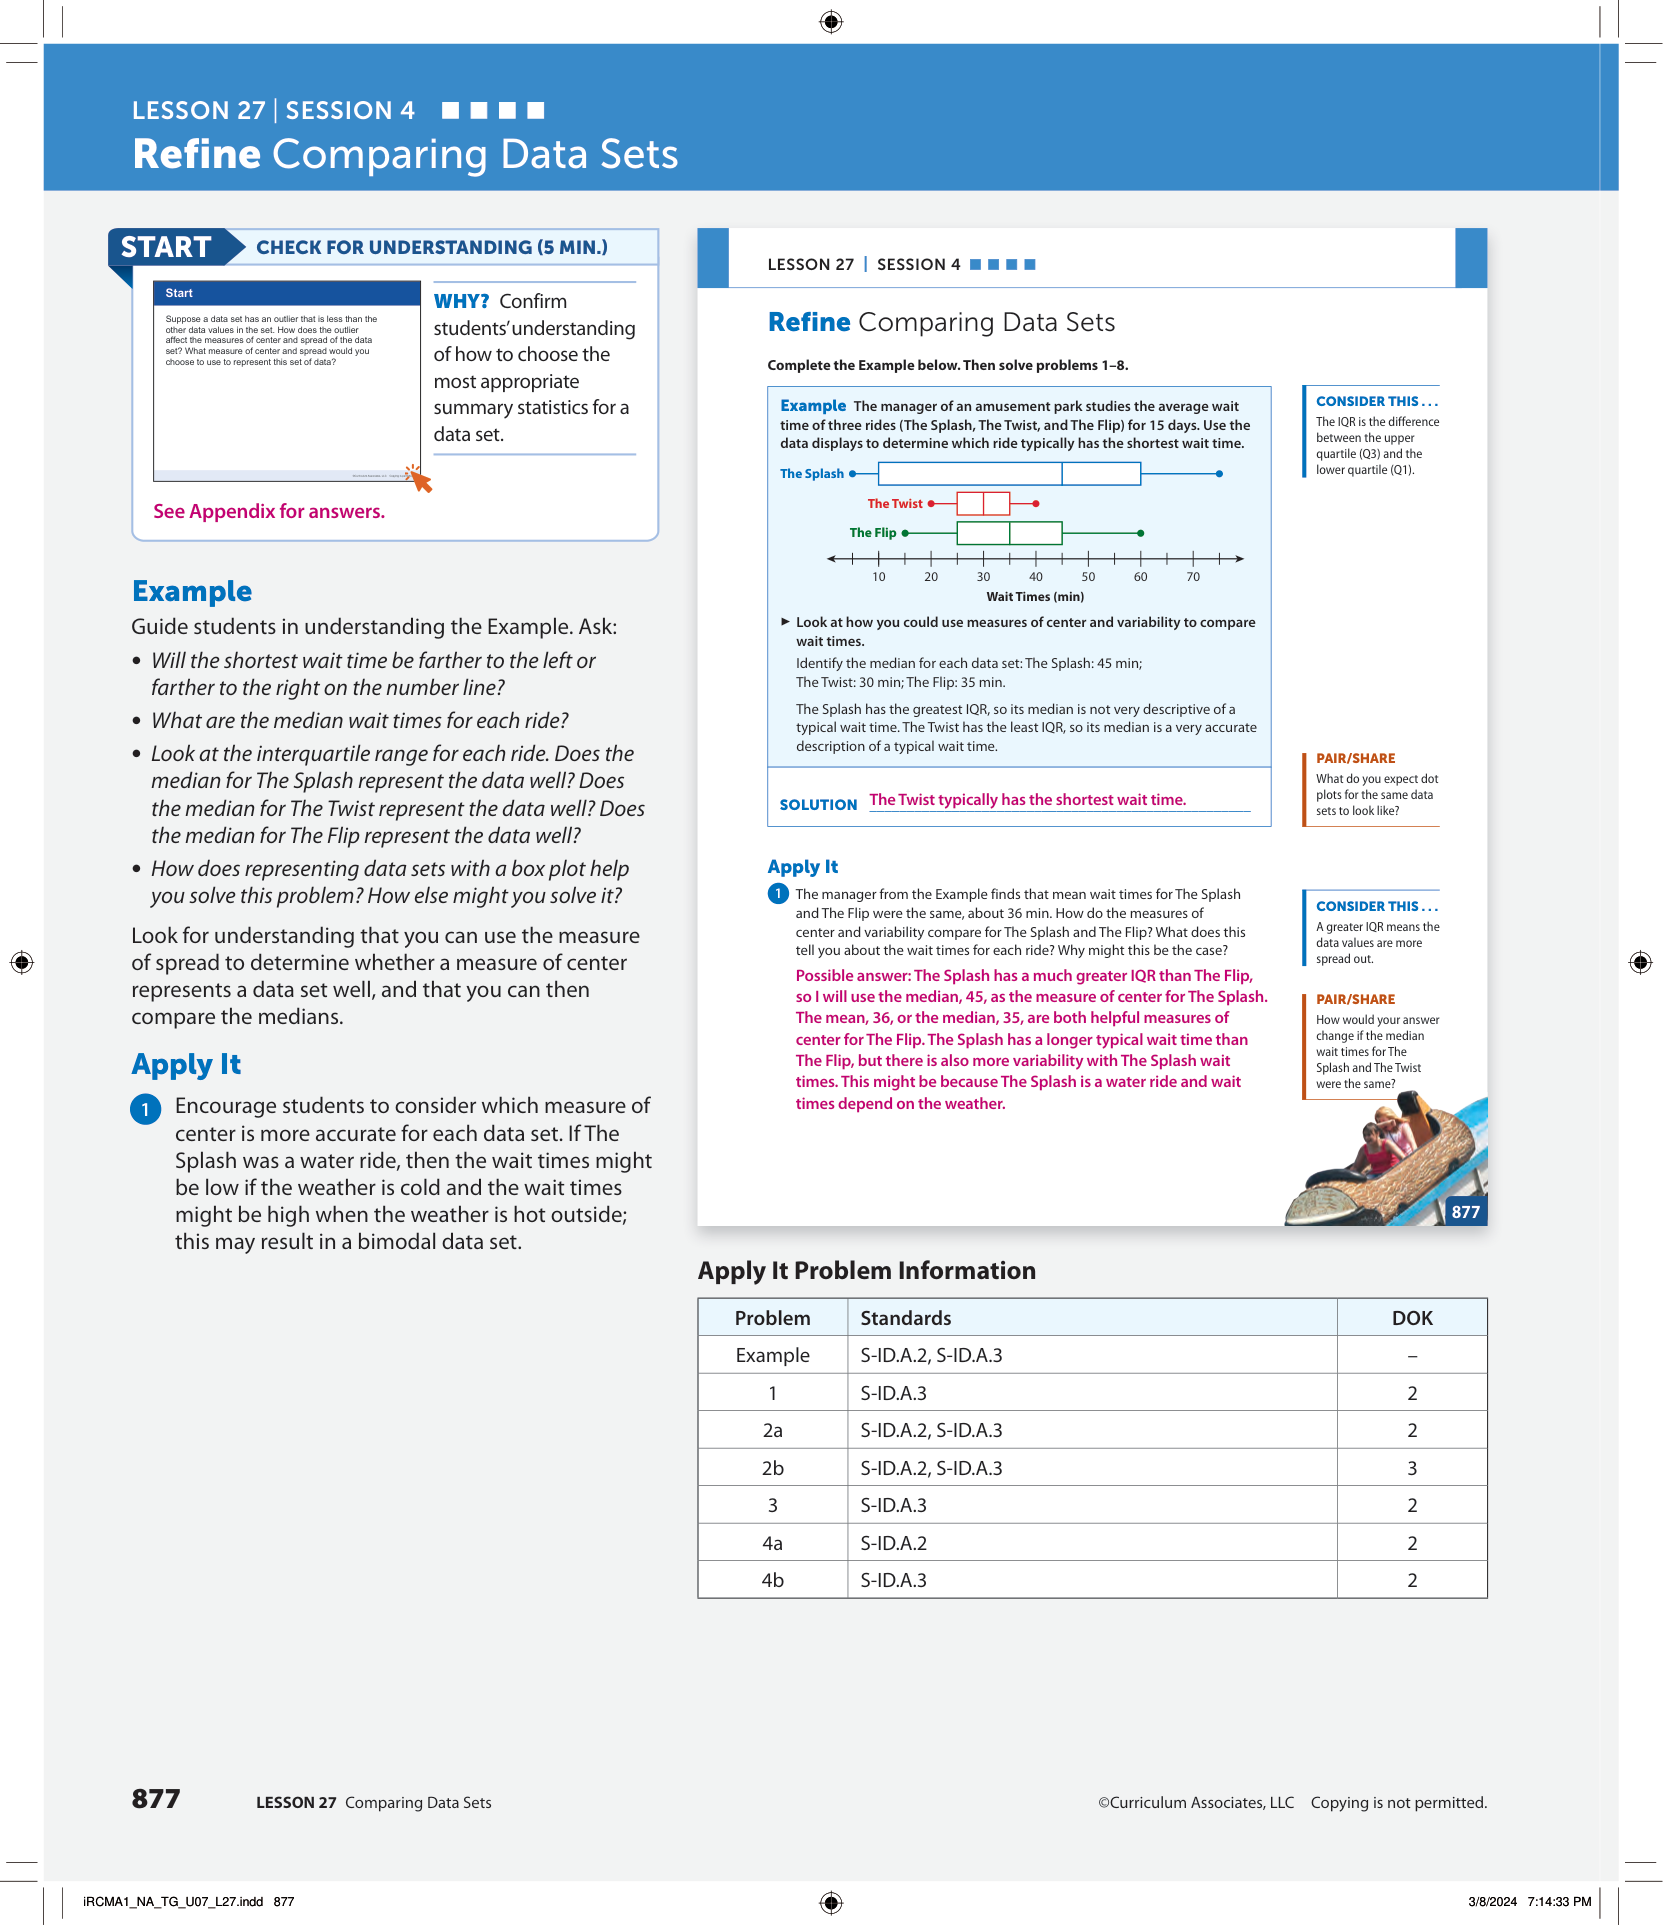 LESSON 27 | SESSION 4
Refine Comparing Data Sets
START
CHECK FOR UNDERSTANDING (5 MIN.)
Start
Suppose a data set has an outlier that is less than the
other data values in the set. How does the outlier
affect the measures of center and spread of the data
set? What measure of center and spread would you
choose to use to represent this set of data?
WHY? Confirm
students' understanding
of how to choose the
most appropriate
summary statistics for a
data set.
See Appendix for answers.
Example
Guide students in understanding the Example. Ask:
• Will the shortest wait time be farther to the left or
farther to the right on the number line?
• What are the median wait times for each ride?
• Look at the interquartile range for each ride. Does the
median for The Splash represent the data well? Does
the median for The Twist represent the data well? Does
the median for The Flip represent the data well?
• How does representing data sets with a box plot help
you solve this problem? How else might you solve it?
Look for understanding that you can use the measure
of spread to determine whether a measure of center
represents a data set well, and that you can then
compare the medians.
Apply It
1 Encourage students to consider which measure of
center is more accurate for each data set. If The
Splash was a water ride, then the wait times might
be low if the weather is cold and the wait times
might be high when the weather is hot outside;
this may result in a bimodal data set.
LESSON 27 | SESSION 4
Refine Comparing Data Sets
Complete the Example below. Then solve problems 1–8.
Example The manager of an amusement park studies the average wait
time of three rides (The Splash, The Twist, and The Flip) for 15 days. Use the
data displays to determine which ride typically has the shortest wait time.
The Splash
The Twist
The Flip
10 20 30 40 50 60 70
Wait Times (min)
▶ Look at how you could use measures of center and variability to compare
wait times.
Identify the median for each data set: The Splash: 45 min;
The Twist: 30 min; The Flip: 35 min.
The Splash has the greatest IQR, so its median is not very descriptive of a
typical wait time. The Twist has the least IQR, so its median is a very accurate
description of a typical wait time.
SOLUTION The Twist typically has the shortest wait time.
CONSIDER THIS . . .
The IQR is the difference
between the upper
quartile (Q3) and the
lower quartile (Q1).
PAIR/SHARE
What do you expect dot
plots for the same data
sets to look like?
Apply It
1 The manager from the Example finds that mean wait times for The Splash
and The Flip were the same, about 36 min. How do the measures of
center and variability compare for The Splash and The Flip? What does this
tell you about the wait times for each ride? Why might this be the case?
Possible answer: The Splash has a much greater IQR than The Flip,
so I will use the median, 45, as the measure of center for The Splash.
The mean, 36, or the median, 35, are both helpful measures of
center for The Flip. The Splash has a longer typical wait time than
The Flip, but there is also more variability with The Splash wait
times. This might be because The Splash is a water ride and wait
times depend on the weather.
CONSIDER THIS . . .
A greater IQR means the
data values are more
spread out.
PAIR/SHARE
How would your answer
change if the median
wait times for The
Splash and The Twist
were the same?
877
Apply It Problem Information
Problem Standards DOK
Example S-ID.A.2, S-ID.A.3 –
1 S-ID.A.3 2
2a S-ID.A.2, S-ID.A.3 2
2b S-ID.A.2, S-ID.A.3 3
3 S-ID.A.3 2
4a S-ID.A.2 2
4b S-ID.A.3 2
877 LESSON 27 Comparing Data Sets
©Curriculum Associates, LLC Copying is not permitted.
iRCMA1_NA_TG_U07_L27.indd 877
3/8/2024 7:14:33 PM